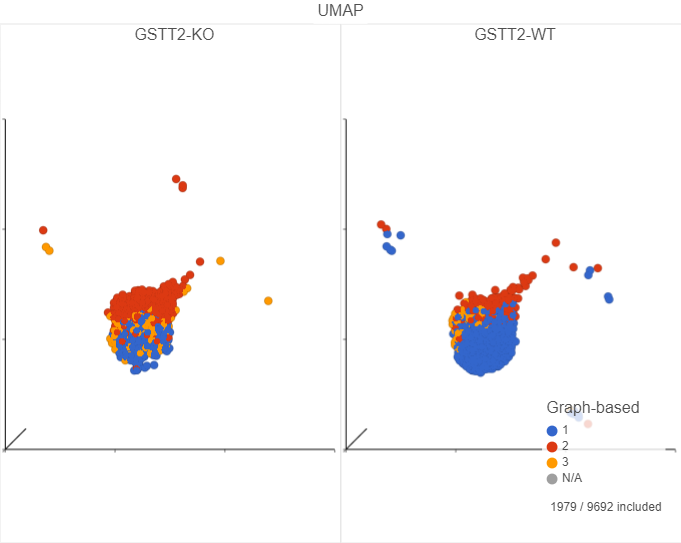 UMAP
GSTT2-KO
GSTT2-WT
Graph-based
1
2
3
N/A
1979 / 9692 included